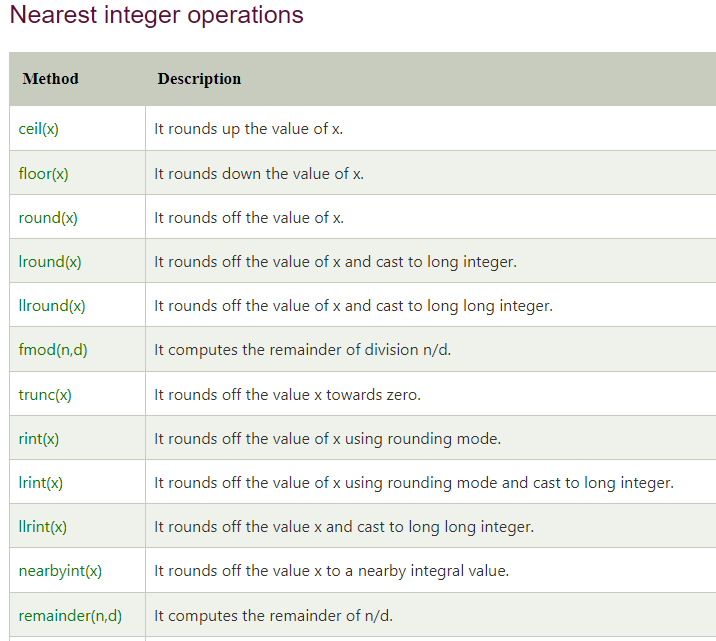 Nearest integer operations
Method Description
ceil(x) It rounds up the value of x.
floor(x) It rounds down the value of x.
round(x) It rounds off the value of x.
lround(x) It rounds off the value of x and cast to long integer.
llround(x) It rounds off the value of x and cast to long long integer.
fmod(n,d) It computes the remainder of division n/d.
trunc(x) It rounds off the value x towards zero.
rint(x) It rounds off the value of x using rounding mode.
lrint(x) It rounds off the value of x using rounding mode and cast to long integer.
llrint(x) It rounds off the value x and cast to long long integer.
nearbyint(x) It rounds off the value x to a nearby integral value.
remainder(n,d) It computes the remainder of n/d.